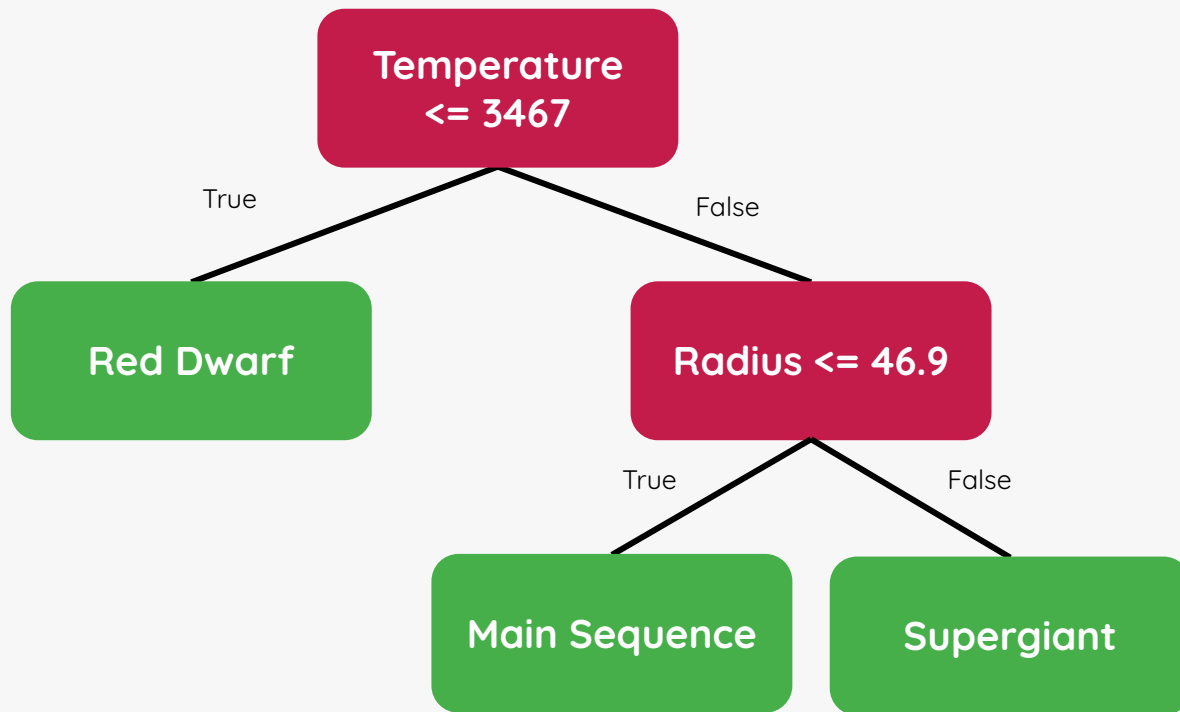 Temperature
<= 3467
True
False
Red Dwarf
Radius <= 46.9
True
False
Main Sequence
Supergiant